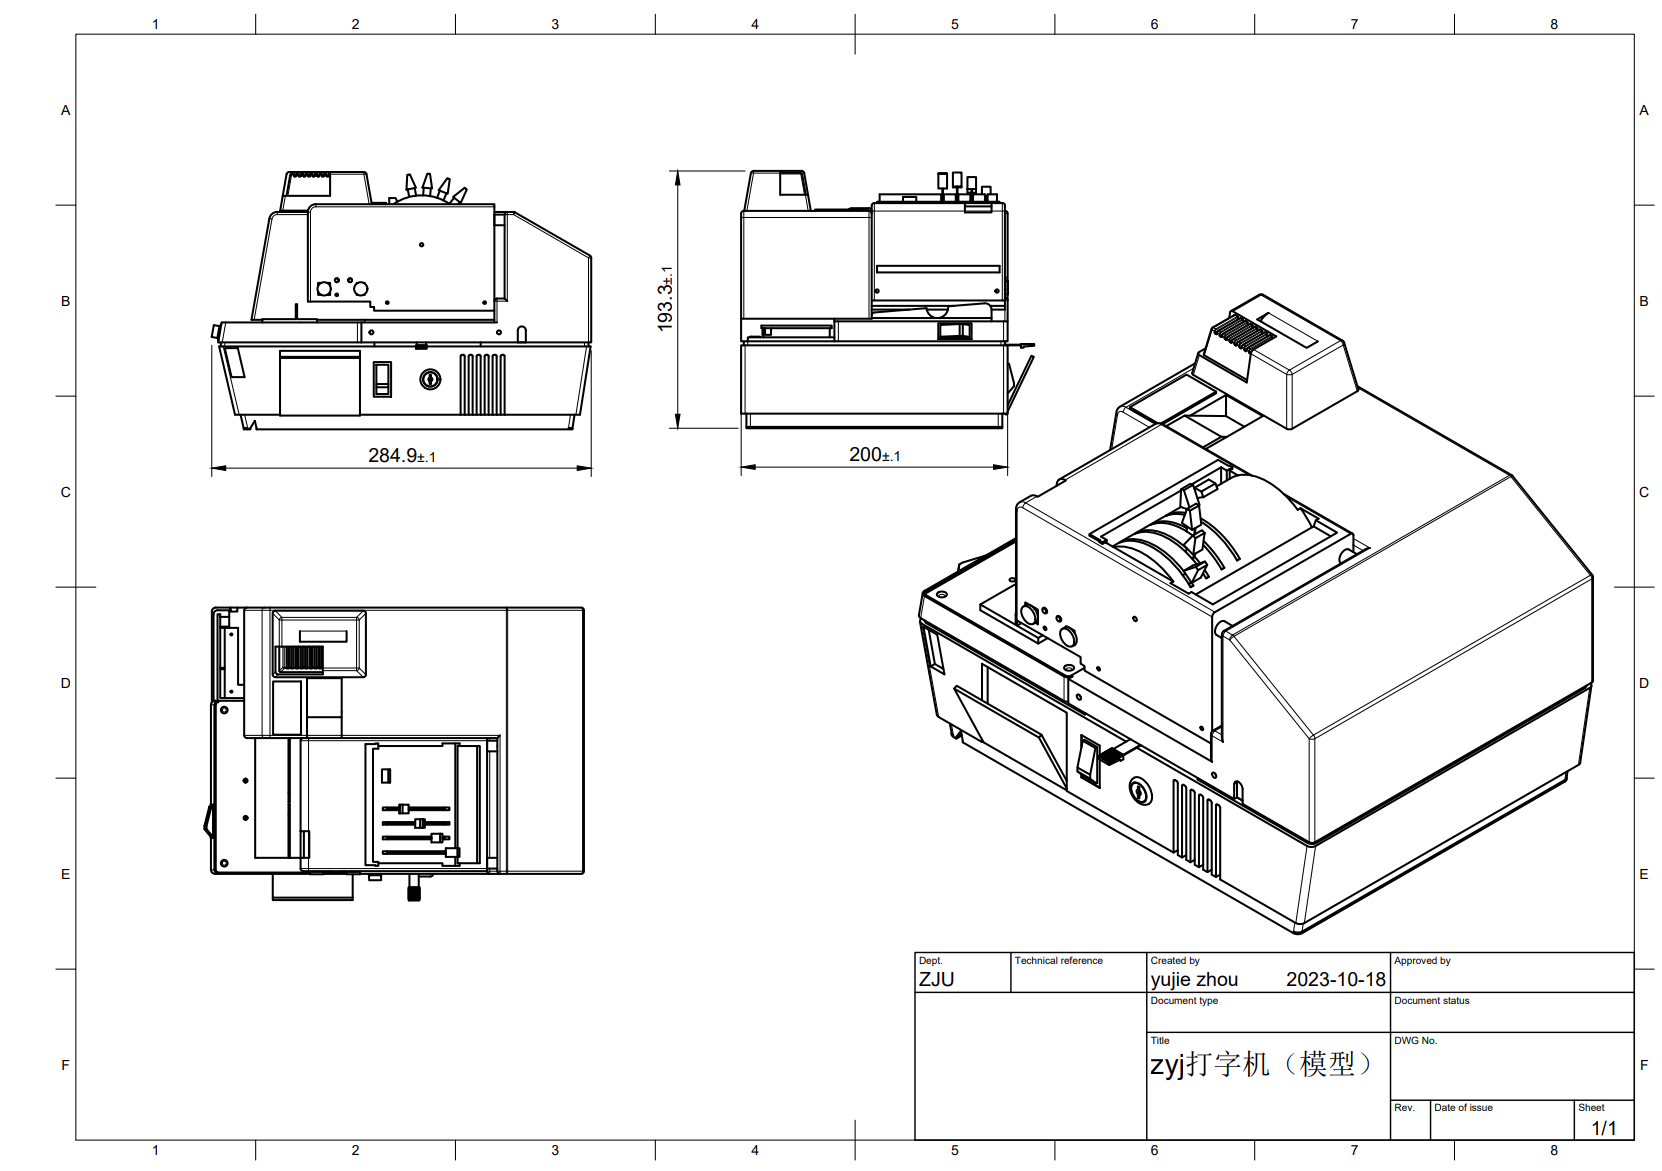 1 2 3 4 5 6 7 8
A A
B B
C C
D D
E E
F F
193.3±.1
284.9±.1
200±.1
Dept.
ZJU
Technical reference
Created by
yujie zhou 2023-10-18
Approved by
Document type
Document status
Title
zyj打字机（模型）
DWG No.
Rev.
Date of issue
Sheet
1/1
1 2 3 4 5 6 7 8